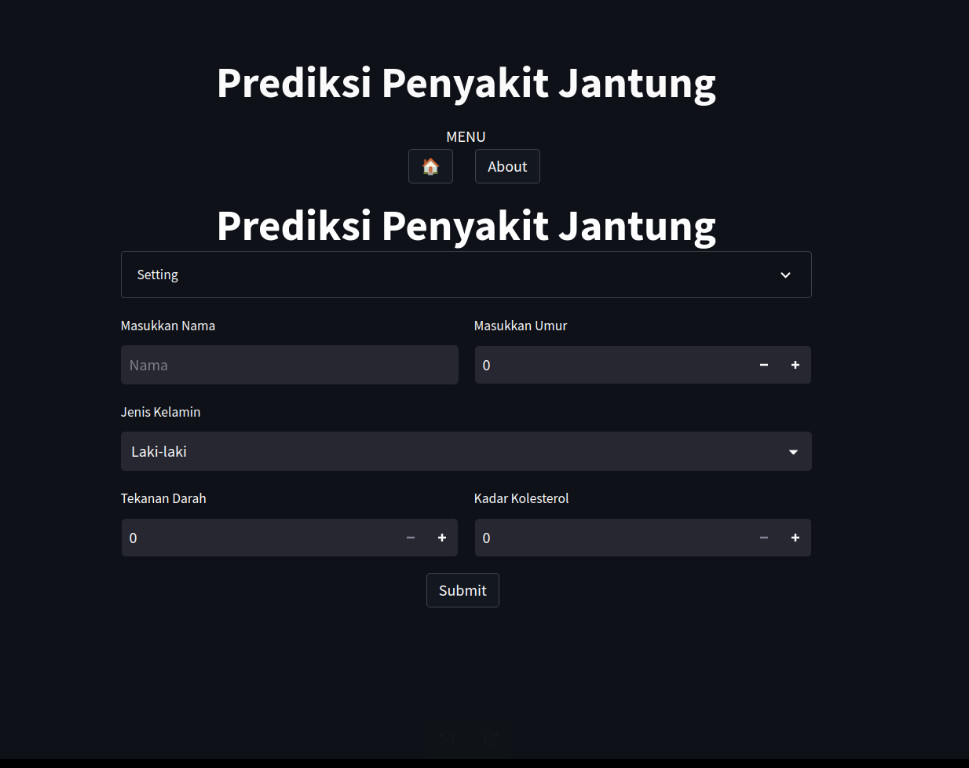 Prediksi Penyakit Jantung
MENU
About
Prediksi Penyakit Jantung
Setting
Masukkan Nama Masukkan Umur
Nama 0 − +
Jenis Kelamin
Laki-laki
Tekanan Darah Kadar Kolesterol
0 − + 0 − +
Submit